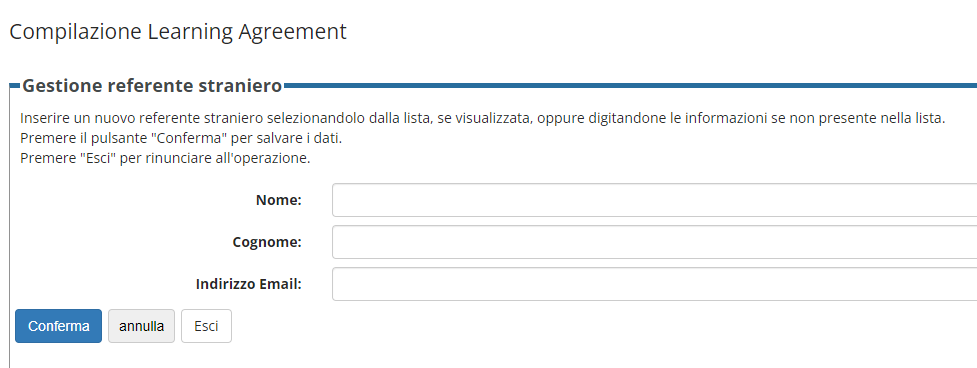 Compilazione Learning Agreement
Gestione referente straniero
Inserire un nuovo referente straniero selezionandolo dalla lista, se visualizzata, oppure digitandone le informazioni se non presente nella lista.
Premere il pulsante "Conferma" per salvare i dati.
Premere "Esci" per rinunciare all'operazione.
Nome:
Cognome:
Indirizzo Email:
Conferma annulla Esci